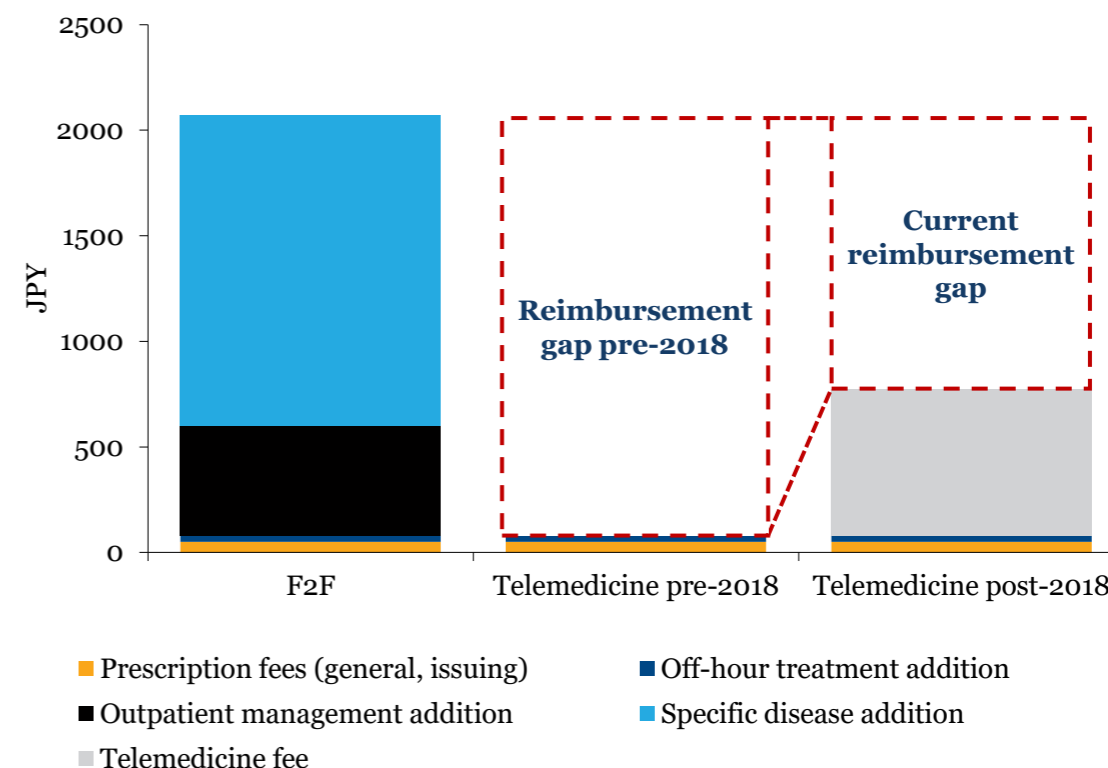 2500
2000
1500
1000
500
0
JPY
Reimbursement
gap pre-2018
Current
reimbursement
gap
F2F
Telemedicine pre-2018
Telemedicine post-2018
Prescription fees (general, issuing)
Off-hour treatment addition
Outpatient management addition
Specific disease addition
Telemedicine fee